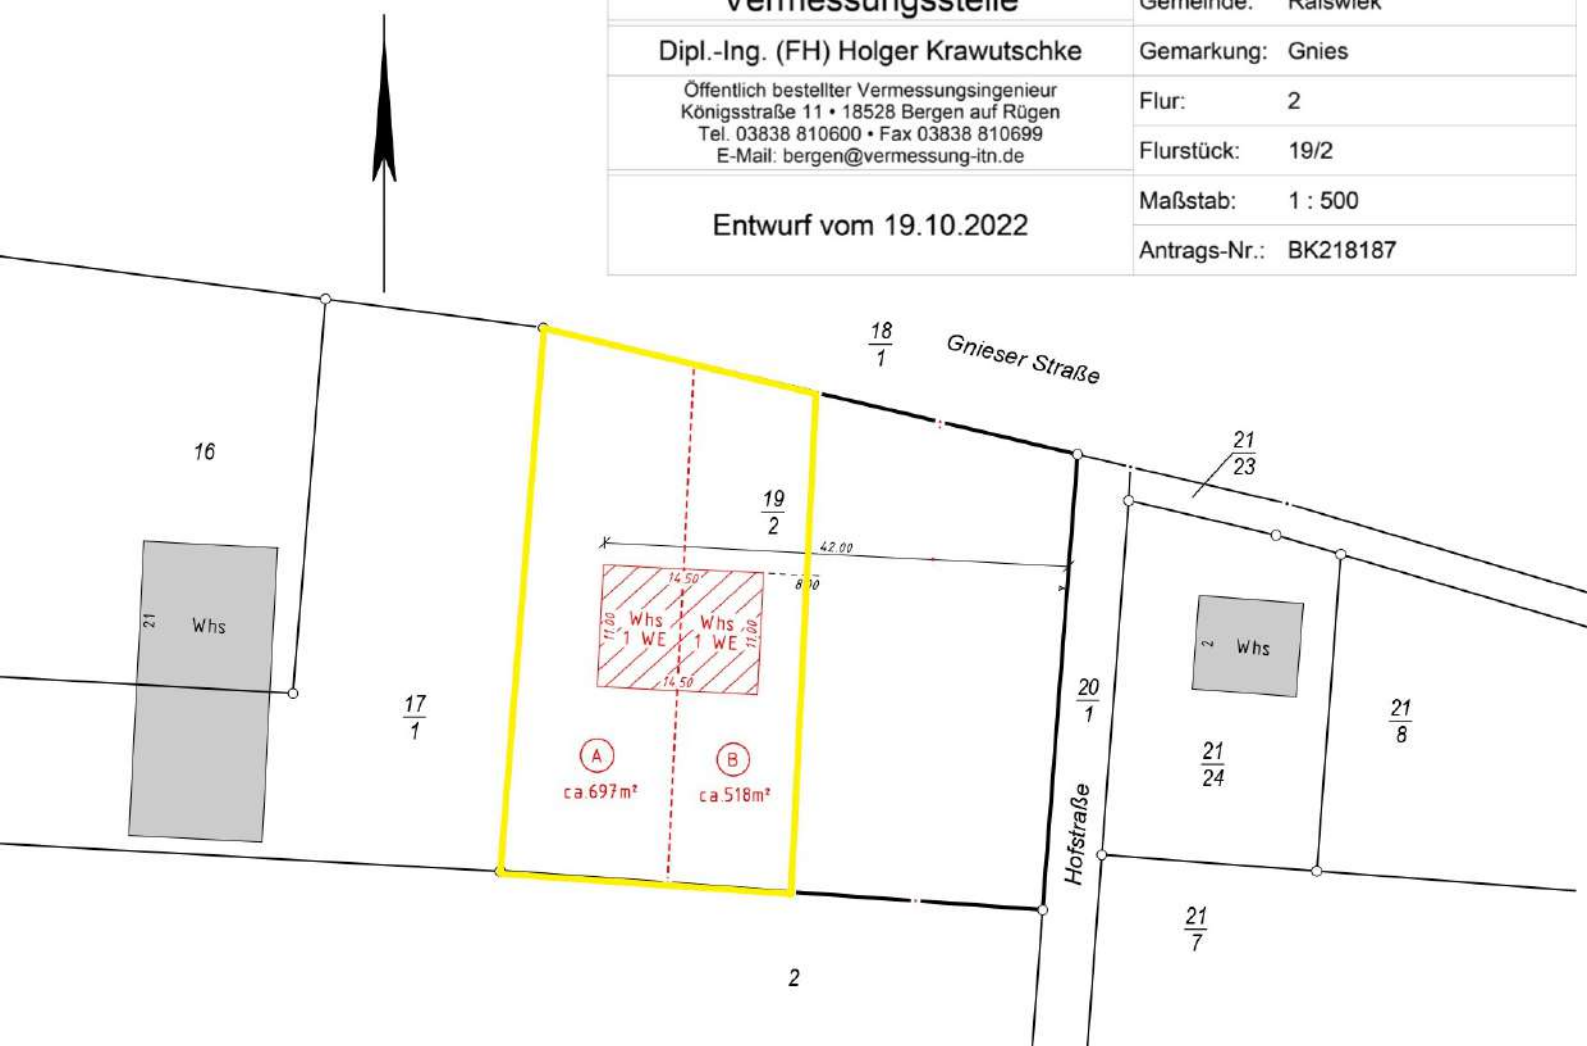 Vermessungsstelle
Gemeinde: Ralswiek
Dipl.-Ing. (FH) Holger Krawutschke
Gemarkung: Gnies
Öffentlich bestellter Vermessungsingenieur
Königsstraße 11 • 18528 Bergen auf Rügen
Tel. 03838 810600 • Fax 03838 810699
E-Mail: bergen@vermessung-itn.de
Flur: 2
Flurstück: 19/2
Maßstab: 1 : 500
Entwurf vom 19.10.2022
Antrags-Nr.: BK218187
18
1
Gnieser Straße
16
21
23
19
2
42.00
14.50
8.00
21
Whs
11.00
Whs
1 WE
Whs
1 WE
11.00
2
Whs
14.50
17
1
20
1
21
8
A
B
21
24
ca.697m²
ca.518m²
Hofstraße
21
7
2